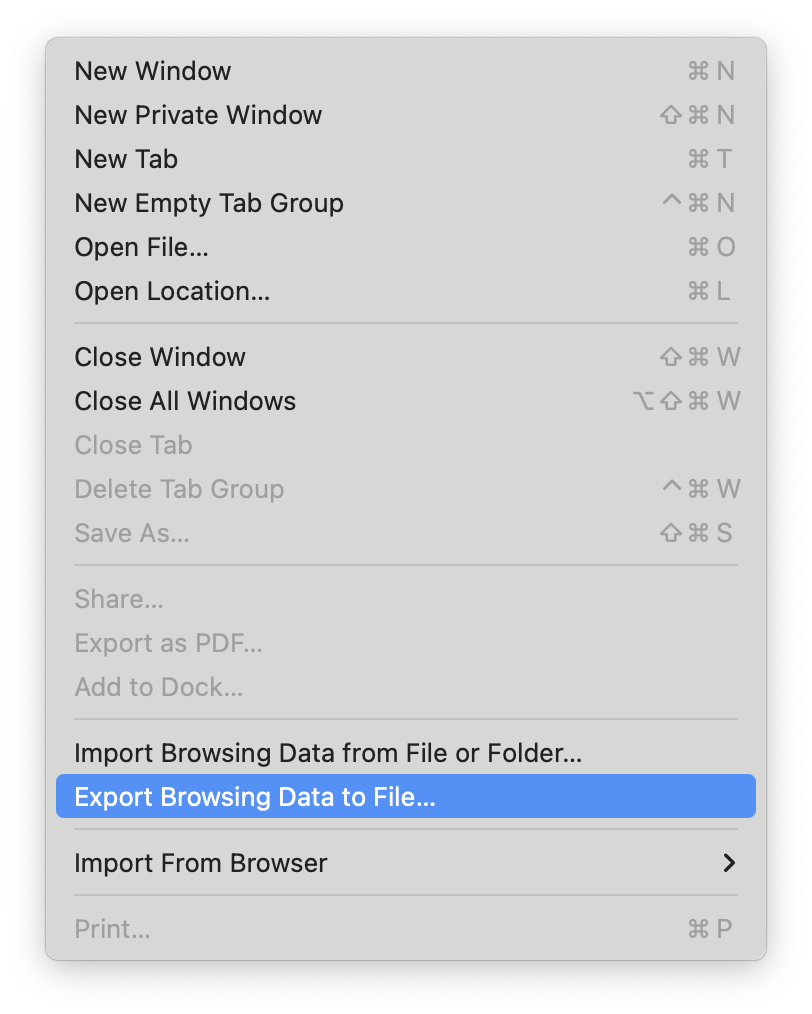 New Window ⌘ N
New Private Window ⇧ ⌘ N
New Tab ⌘ T
New Empty Tab Group ^ ⌘ N
Open File... ⌘ O
Open Location... ⌘ L
Close Window ⇧ ⌘ W
Close All Windows ⌥ ⇧ ⌘ W
Close Tab
Delete Tab Group ^ ⌘ W
Save As... ⇧ ⌘ S
Share...
Export as PDF...
Add to Dock...
Import Browsing Data from File or Folder...
Export Browsing Data to File...
Import From Browser
Print... ⌘ P